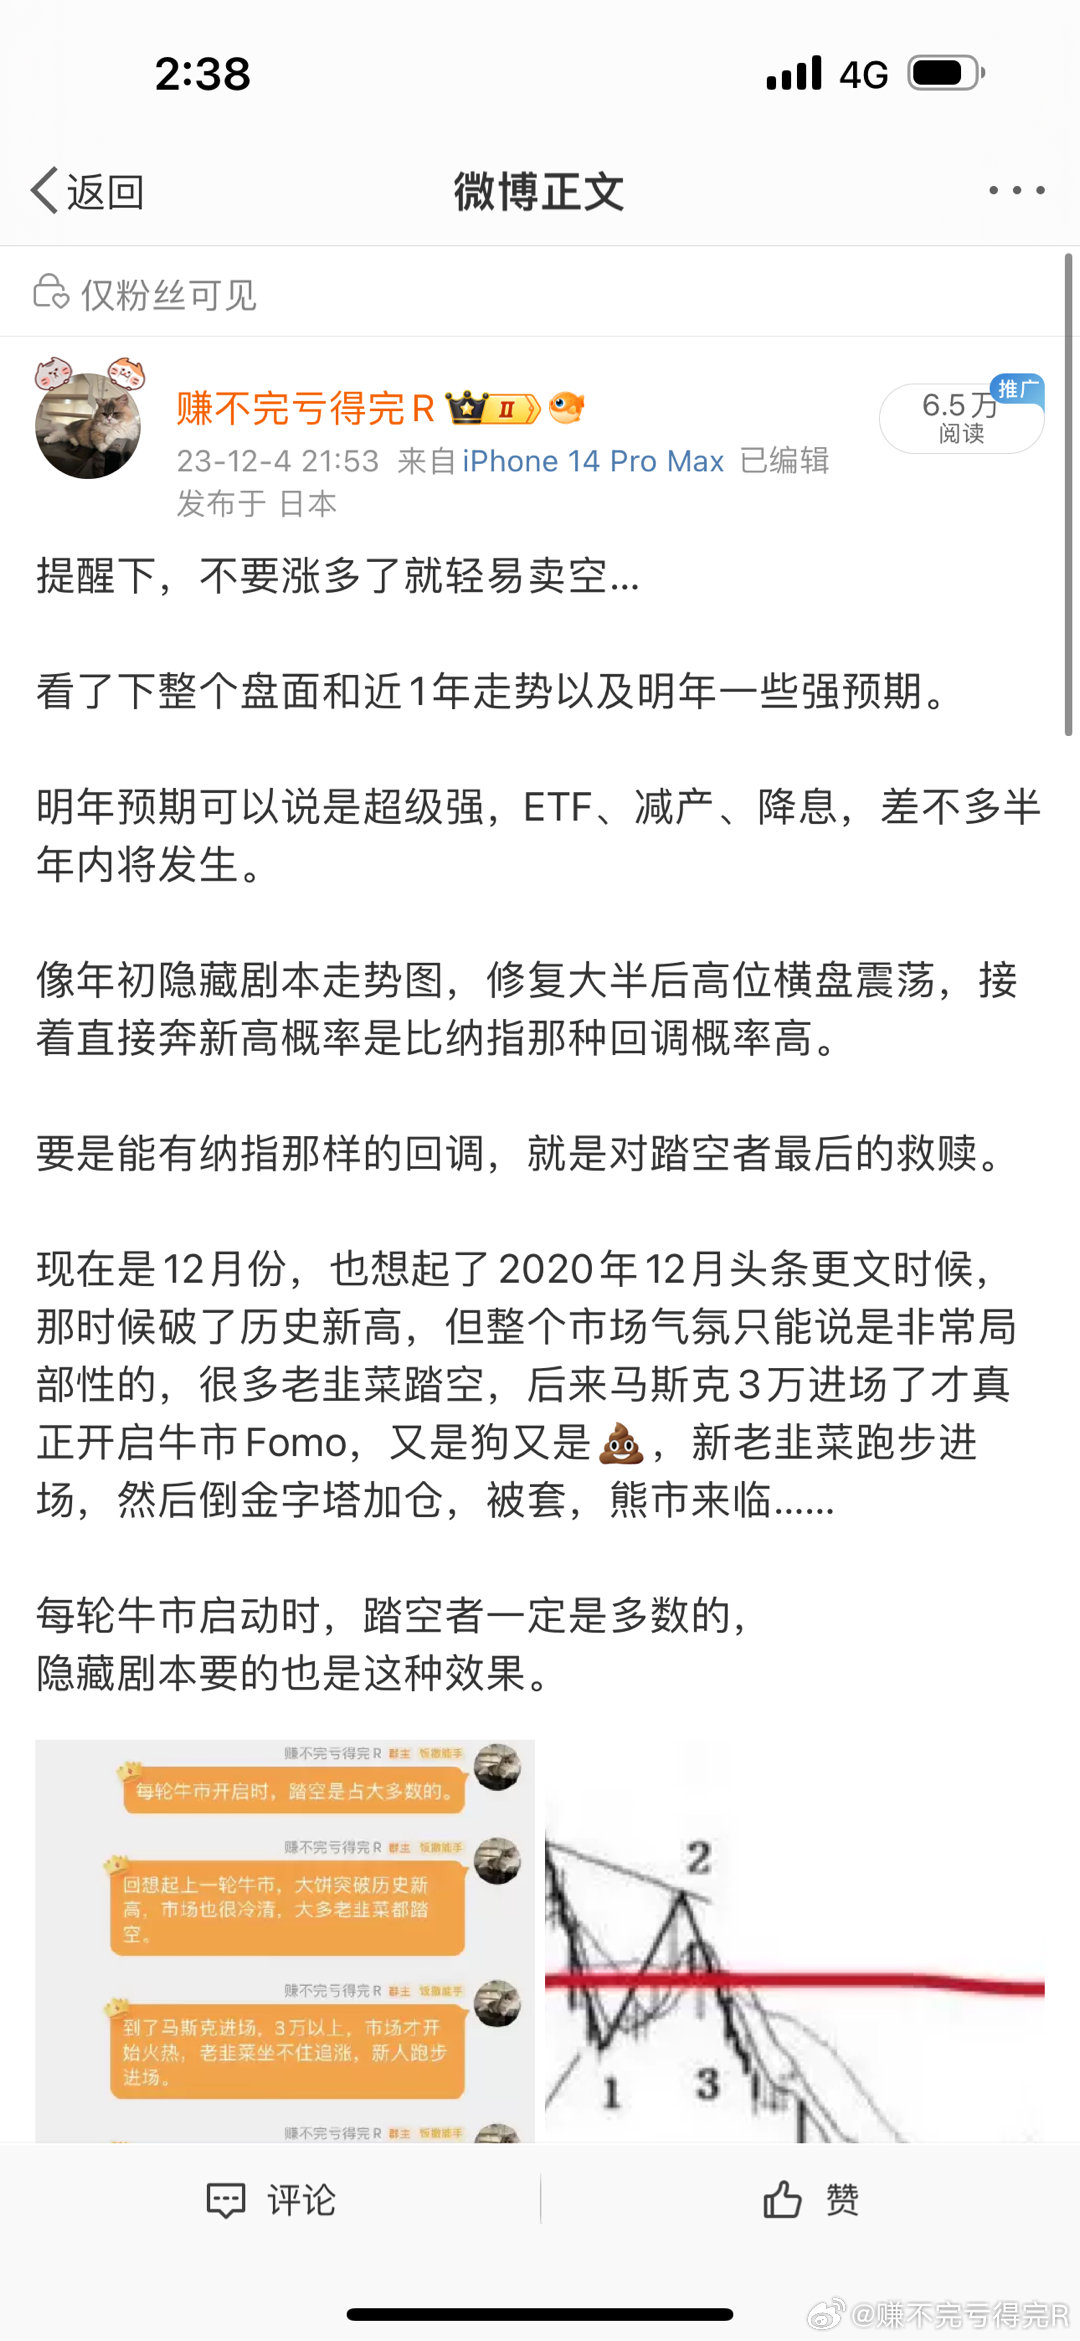 2:38
4G
返回
微博正文
仅粉丝可见
赚不完亏得完R
II
推广
6.5万
阅读
23-12-4 21:53 来自 iPhone 14 Pro Max 已编辑
发布于 日本
提醒下，不要涨多了就轻易卖空...
看了下整个盘面和近1年走势以及明年一些强预期。
明年预期可以说是超级强，ETF、减产、降息，差不多半
年内将发生。
像年初隐藏剧本走势图，修复大半后高位横盘震荡，接
着直接奔新高概率是比纳指那种回调概率高。
要是能有纳指那样的回调，就是对踏空者最后的救赎。
现在是12月份，也想起了2020年12月头条更文时候，
那时候破了历史新高，但整个市场气氛只能说是非常局
部性的，很多老韭菜踏空，后来马斯克3万进场了才真
正开启牛市Fomo，又是狗又是💩，新老韭菜跑步进
场，然后倒金字塔加仓，被套，熊市来临......
每轮牛市启动时，踏空者一定是多数的，
隐藏剧本要的也是这种效果。
赚不完亏得完R 群主 饭撒能手
每轮牛市开启时，踏空是占大多数的。
赚不完亏得完R 群主 饭撒能手
回想起上一轮牛市，大饼突破历史新
高，市场也很冷清，大多老韭菜都踏
空。
赚不完亏得完R 群主 饭撒能手
到了马斯克进场，3万以上，市场才开
始火热，老韭菜坐不住追涨，新人跑步
进场。
赚不完亏得完R 群主 饭撒能手
2
1
3
评论
赞
@赚不完亏得完R